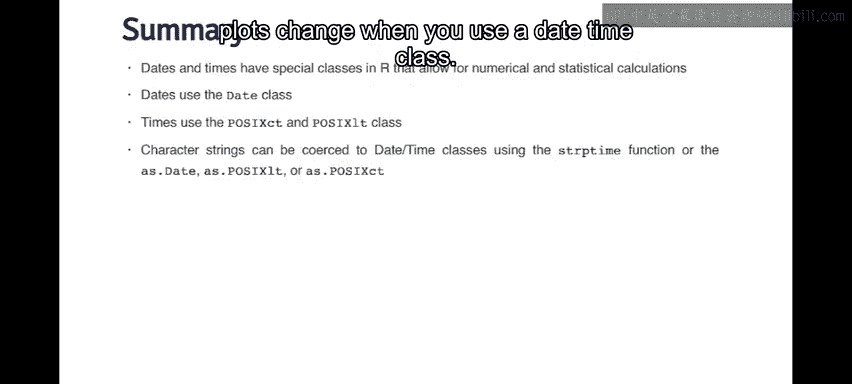 Summary
plots change when you use a date time
class.
· Dates and times have special classes in R that allow for numerical and statistical calculations
· Dates use the Date class
· Times use the POSIXct and POSIXlt class
· Character strings can be coerced to Date/Time classes using the strptime function or the
as.Date, as.POSIXlt, or as.POSIXct